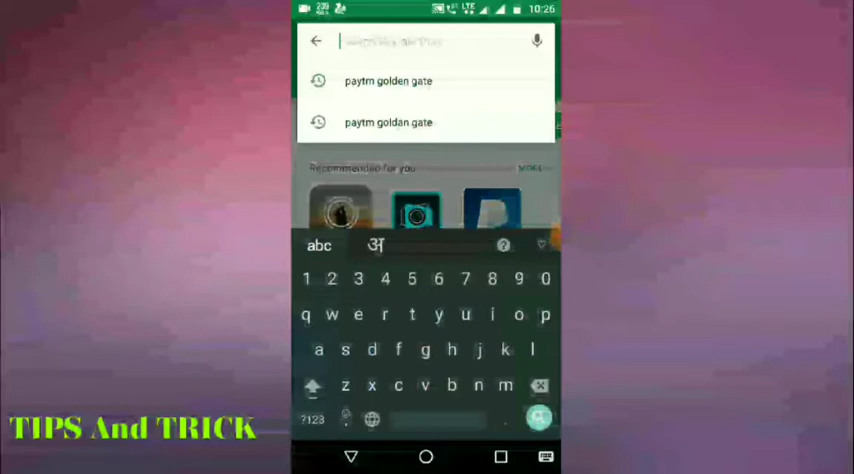 LTE 10:26
paytm golden gate
paytm goldan gate
Recommended for you MORE
abc अ
1 2 3 4 5 6 7 8 9 0
q w e r t y u i o p
a s d f g h j k l
z x c v b n m
?123
TIPS And TRICK